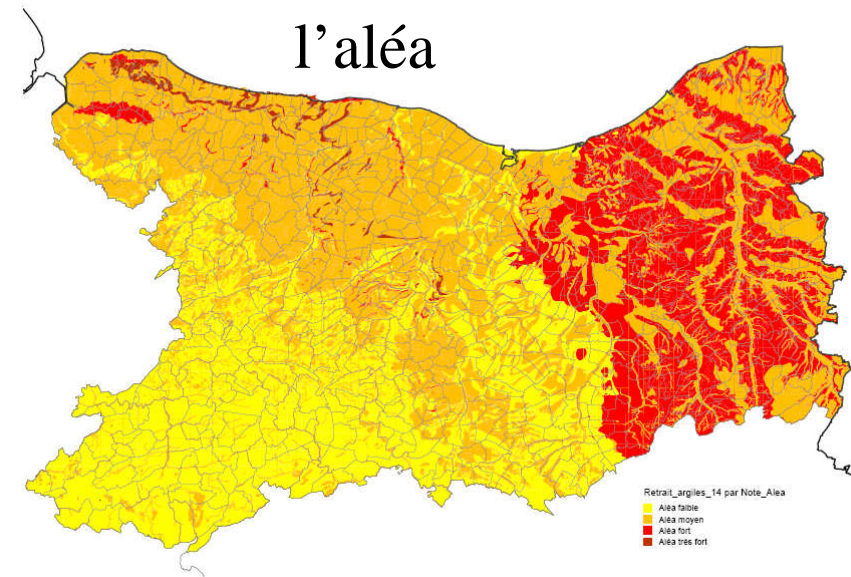 l’aléa
Retrait_argiles_14 par Note_Alea
Aléa faible
Aléa moyen
Aléa fort
Aléa très fort